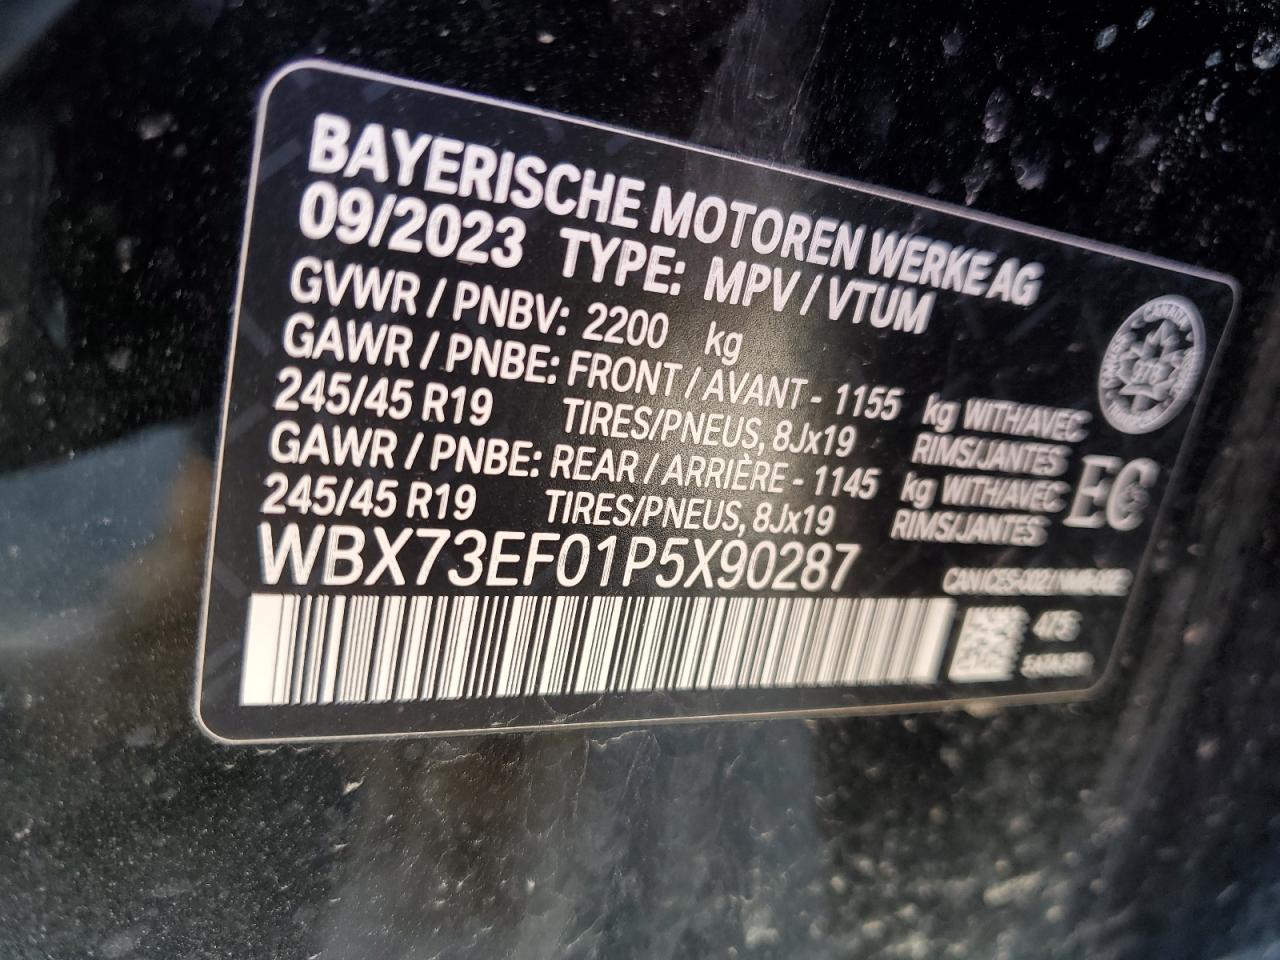 BAYERISCHE MOTOREN WERKE AG
09/2023 TYPE: MPV / VTUM
GVWR / PNBV: 2200 kg
GAWR / PNBE: FRONT / AVANT - 1155 kg WITH/AVEC
245/45 R19 TIRES/PNEUS, 8Jx19 RIMS/JANTES
GAWR / PNBE: REAR / ARRIÈRE - 1145 kg WITH/AVEC
245/45 R19 TIRES/PNEUS, 8Jx19 RIMS/JANTES
EC
WBX73EF01P5X90287
475